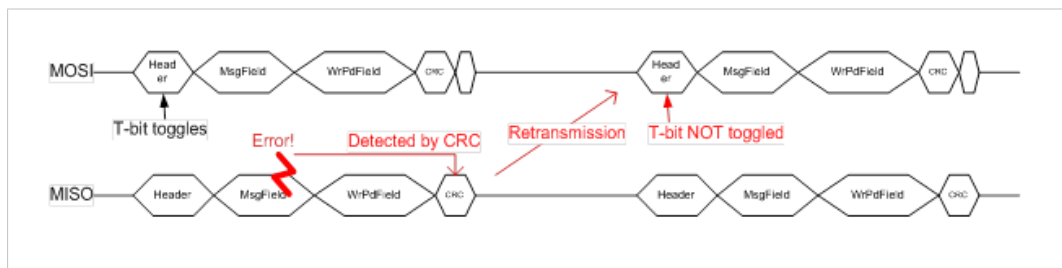 MOSI
Head
er
MsgField
WrPdField
CRC
Head
er
MsgField
WrPdField
CRC
T-bit toggles
Error!
Detected by CRC
Retransmission
T-bit NOT toggled
MISO
Header
MsgField
WrPdField
CRC
Header
MsgField
WrPdField
CRC